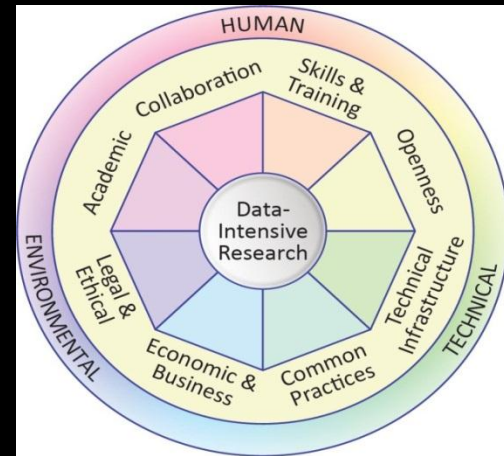 HUMAN
Collaboration
Skills &
Training
Academic
Openness
Data-
Intensive
Research
Legal &
Ethical
Technical
Infrastructure
Economic &
Business
Common
Practices
ENVIRONMENTAL
TECHNICAL